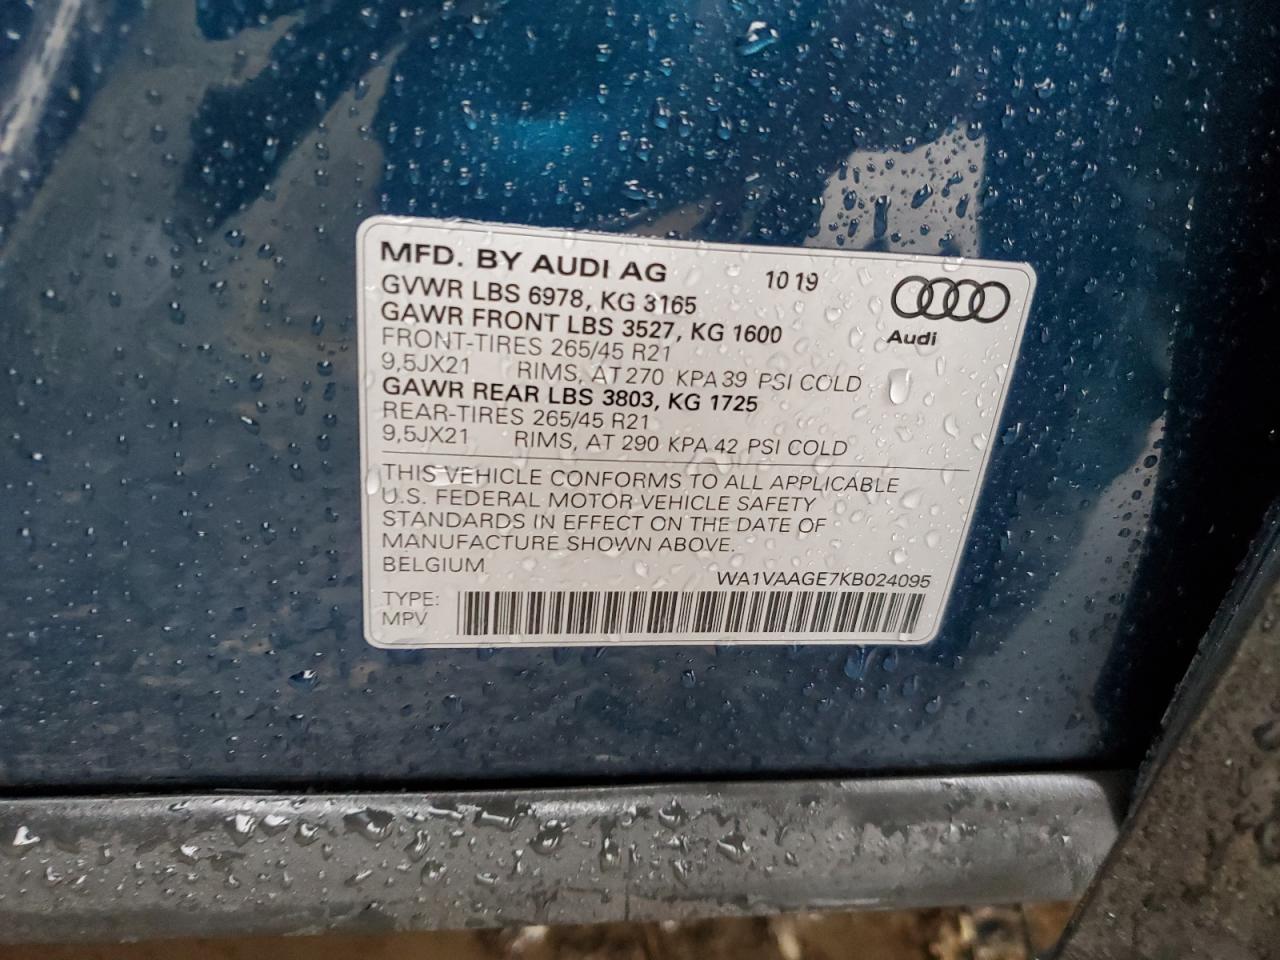 MFD. BY AUDI AG 10 19
GVWR LBS 6978, KG 3165
GAWR FRONT LBS 3527, KG 1600
FRONT-TIRES 265/45 R21
9,5JX21 RIMS, AT 270 KPA 39 PSI COLD
GAWR REAR LBS 3803, KG 1725
REAR-TIRES 265/45 R21
9,5JX21 RIMS, AT 290 KPA 42 PSI COLD
Audi
THIS VEHICLE CONFORMS TO ALL APPLICABLE
U.S. FEDERAL MOTOR VEHICLE SAFETY
STANDARDS IN EFFECT ON THE DATE OF
MANUFACTURE SHOWN ABOVE.
BELGIUM
WA1VAAGE7KB024095
TYPE:
MPV